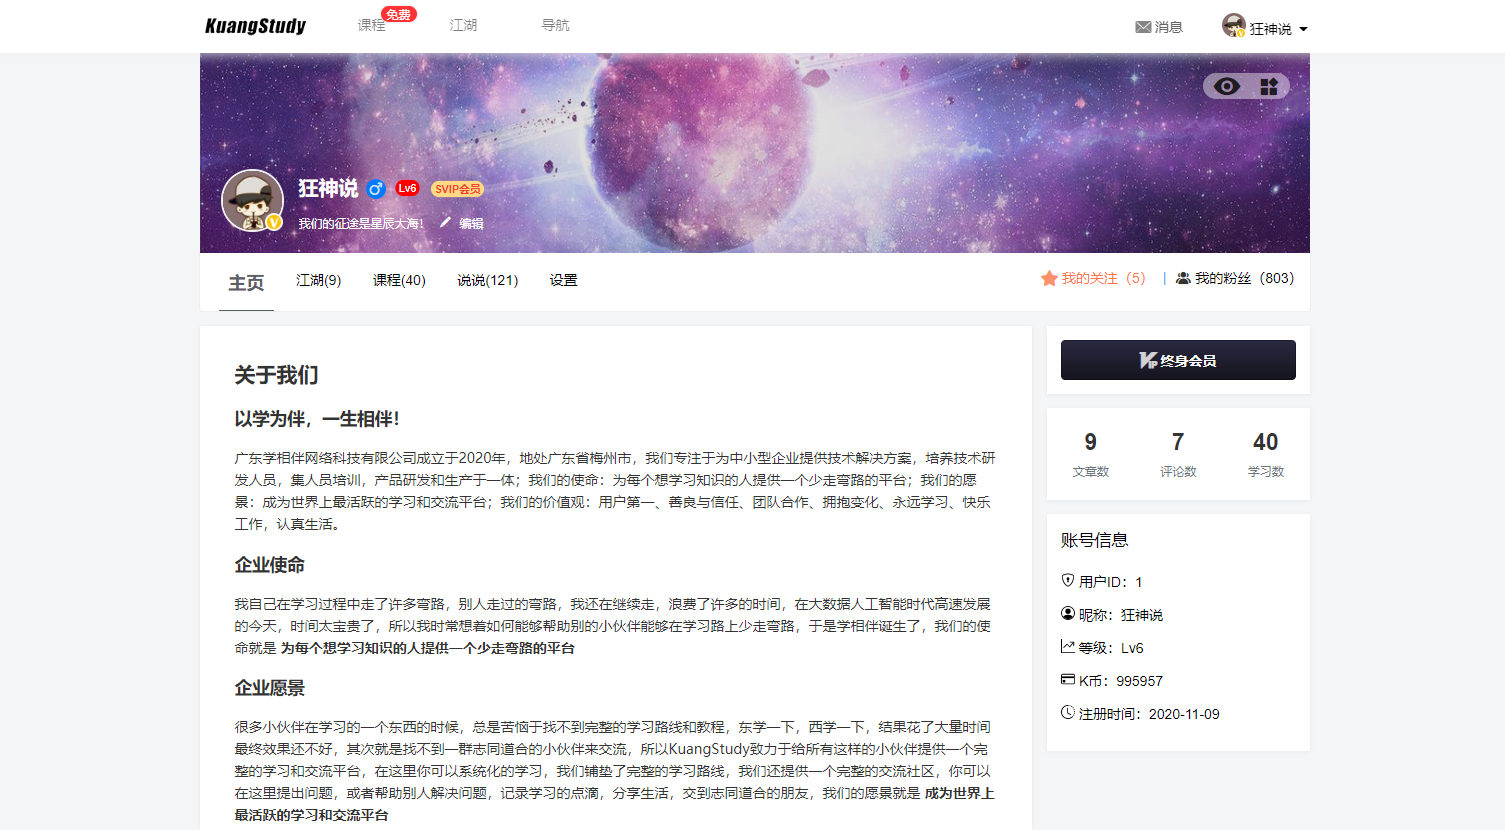 KuangStudy 课程 免费 江湖 导航 消息 狂神说
狂神说 Lv6 SVIP会员
我们的征途是星辰大海! 编辑
主页 江湖(9) 课程(40) 说说(121) 设置 我的关注（5） | 我的粉丝（803）
关于我们
以学为伴，一生相伴！
广东学相伴网络科技有限公司成立于2020年，地处广东省梅州市，我们专注于为中小型企业提供技术解决方案，培养技术研
发人员，集人员培训，产品研发和生产于一体；我们的使命：为每个想学习知识的人提供一个少走弯路的平台；我们的愿
景：成为世界上最活跃的学习和交流平台；我们的价值观：用户第一、善良与信任、团队合作、拥抱变化、永远学习、快乐
工作，认真生活。
企业使命
我自己在学习过程中走了许多弯路，别人走过的弯路，我还在继续走，浪费了许多的时间，在大数据人工智能时代高速发展
的今天，时间太宝贵了，所以我时常想着如何能够帮助别的小伙伴能够在学习路上少走弯路，于是学相伴诞生了，我们的使
命就是 为每个想学习知识的人提供一个少走弯路的平台
企业愿景
很多小伙伴在学习的一个东西的时候，总是苦恼于找不到完整的学习路线和教程，东学一下，西学一下，结果花了大量时间
最终效果还不好，其次就是找不到一群志同道合的小伙伴来交流，所以KuangStudy致力于给所有这样的小伙伴提供一个完
整的学习和交流平台，在这里你可以系统化的学习，我们铺垫了完整的学习路线，我们还提供一个完整的交流社区，你可以
在这里提出问题，或者帮助别人解决问题，记录学习的点滴，分享生活，交到志同道合的朋友，我们的愿景就是 成为世界上
最活跃的学习和交流平台
VIP 终身会员
9 7 40
文章数 评论数 学习数
账号信息
用户ID：1
昵称：狂神说
等级：Lv6
K币：995957
注册时间：2020-11-09